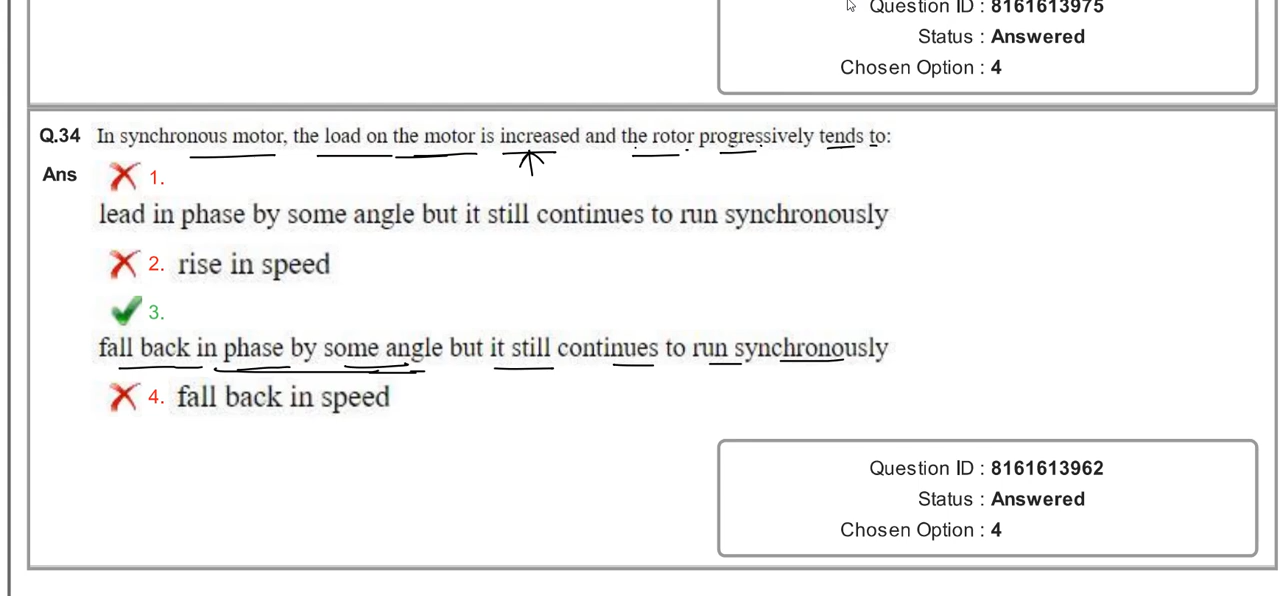 Question ID : 8161613975
Status : Answered
Chosen Option : 4
Q.34 In synchronous motor, the load on the motor is increased and the rotor progressively tends to:
Ans 1.
lead in phase by some angle but it still continues to run synchronously
2. rise in speed
3.
fall back in phase by some angle but it still continues to run synchronously
4. fall back in speed
Question ID : 8161613962
Status : Answered
Chosen Option : 4